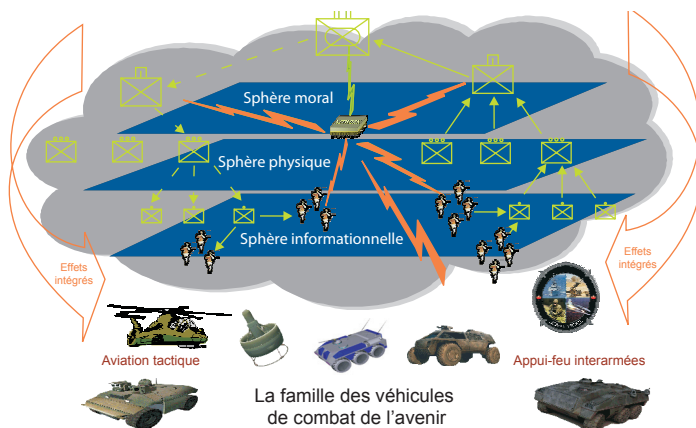 Sphère moral
Sphère physique
Sphère informationnelle
Effets
intégrés
Effets
intégrés
Aviation tactique
Appui-feu interarmées
La famille des véhicules
de combat de l’avenir